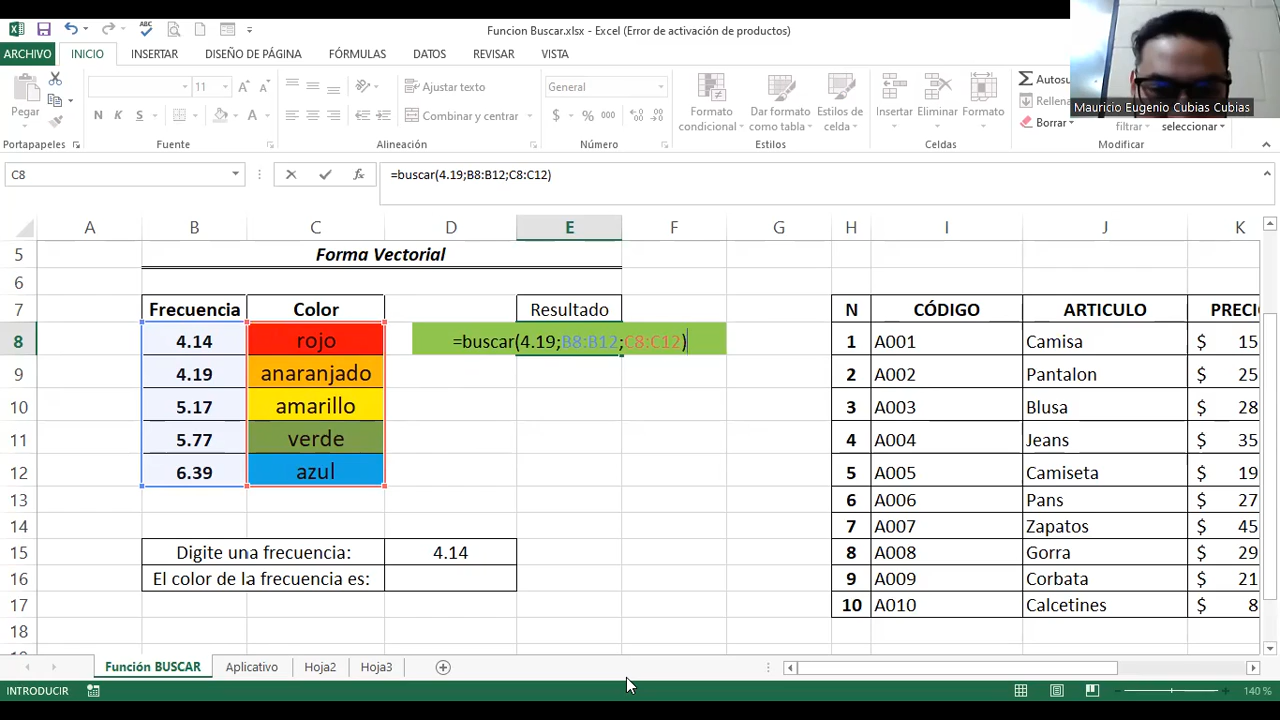 Funcion Buscar.xlsx - Excel (Error de activación de productos)
ARCHIVO INICIO INSERTAR DISEÑO DE PÁGINA FÓRMULAS DATOS REVISAR VISTA
Mauricio Eugenio Cubias Cubias
Pegar
11
N K S
Ajustar texto
Combinar y centrar
General
$ % 000
Formato condicional
Dar formato como tabla
Estilos de celda
Insertar
Eliminar
Formato
Borrar
filtrar
seleccionar
Portapapeles Fuente Alineación Número Estilos Celdas Modificar
C8 fx =buscar(4.19;B8:B12;C8:C12)
A B C D E F G H I J K
5 Forma Vectorial
6
7 Frecuencia Color Resultado N CÓDIGO ARTICULO
8 4.14 rojo =buscar(4.19;B8:B12;C8:C12) 1 A001 Camisa $ 15
9 4.19 anaranjado 2 A002 Pantalon $ 25
10 5.17 amarillo 3 A003 Blusa $ 28
11 5.77 verde 4 A004 Jeans $ 35
12 6.39 azul 5 A005 Camiseta $ 19
13 6 A006 Pans $ 27
14 7 A007 Zapatos $ 45
15 Digite una frecuencia: 4.14 8 A008 Gorra $ 29
16 El color de la frecuencia es: 9 A009 Corbata $ 21
17 10 A010 Calcetines $ 8
18
Función BUSCAR Aplicativo Hoja2 Hoja3
INTRODUCIR 140 %